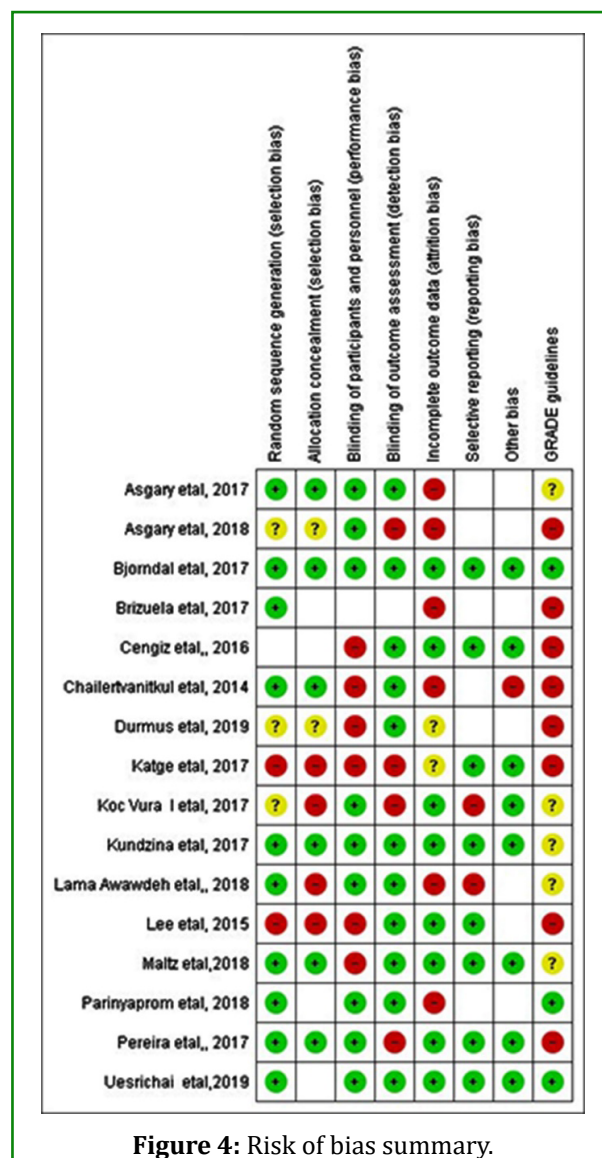 Random sequence generation (selection bias)
Allocation concealment (selection bias)
Blinding of participants and personnel (performance bias)
Blinding of outcome assessment (detection bias)
Incomplete outcome data (attrition bias)
Selective reporting (reporting bias)
Other bias
GRADE guidelines
Asgary etal, 2017 + + + + - ?
Asgary etal, 2018 ? ? + - - -
Bjorndal etal, 2017 + + + + + + + +
Brizuela etal, 2017 + - -
Cengiz etal,, 2016 - + + + + -
Chailertvanitkul etal, 2014 + + - + - - -
Durmus etal, 2019 ? ? - + ? -
Katge etal, 2017 - - - - ? + + -
Koc Vura l etal, 2017 ? - + - + - + ?
Kundzina etal, 2017 + + + + + + + ?
Lama Awawdeh etal,, 2018 + - + + - - ?
Lee etal, 2015 - - - + + + -
Maltz etal,2018 + + - + + + + ?
Parinyaprom etal, 2018 + + + - +
Pereira etal,, 2017 + + + - + + + -
Uesrichai etal,2019 + + + + + + +
Figure 4: Risk of bias summary.